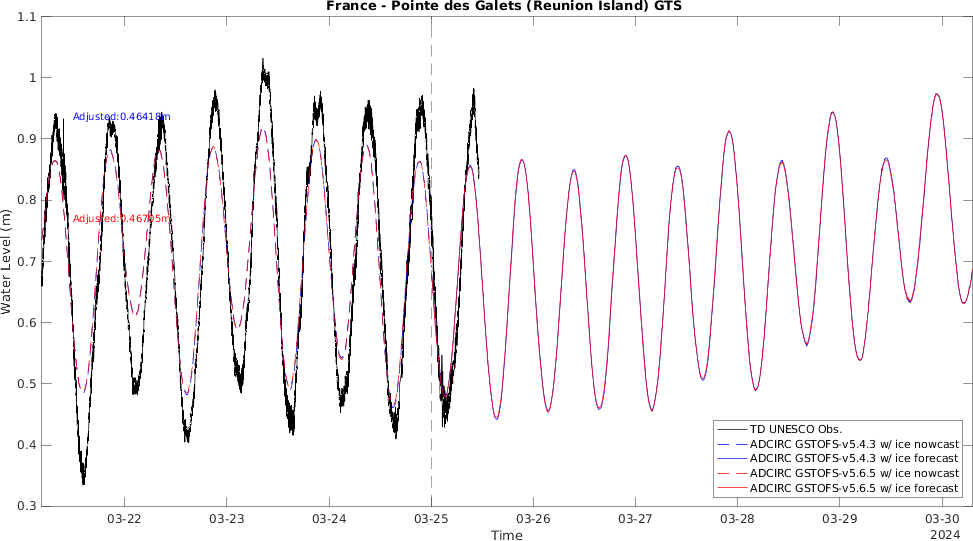 France - Pointe des Galets (Reunion Island) GTS
1.1
1
0.9
0.8
0.7
0.6
0.5
0.4
0.3
Water Level (m)
Adjusted:0.46418m
Adjusted:0.46705m
TD UNESCO Obs.
ADCIRC GSTOFS-v5.4.3 w/ ice nowcast
ADCIRC GSTOFS-v5.4.3 w/ ice forecast
ADCIRC GSTOFS-v5.6.5 w/ ice nowcast
ADCIRC GSTOFS-v5.6.5 w/ ice forecast
03-22 03-23 03-24 03-25 03-26 03-27 03-28 03-29 03-30
2024
Time